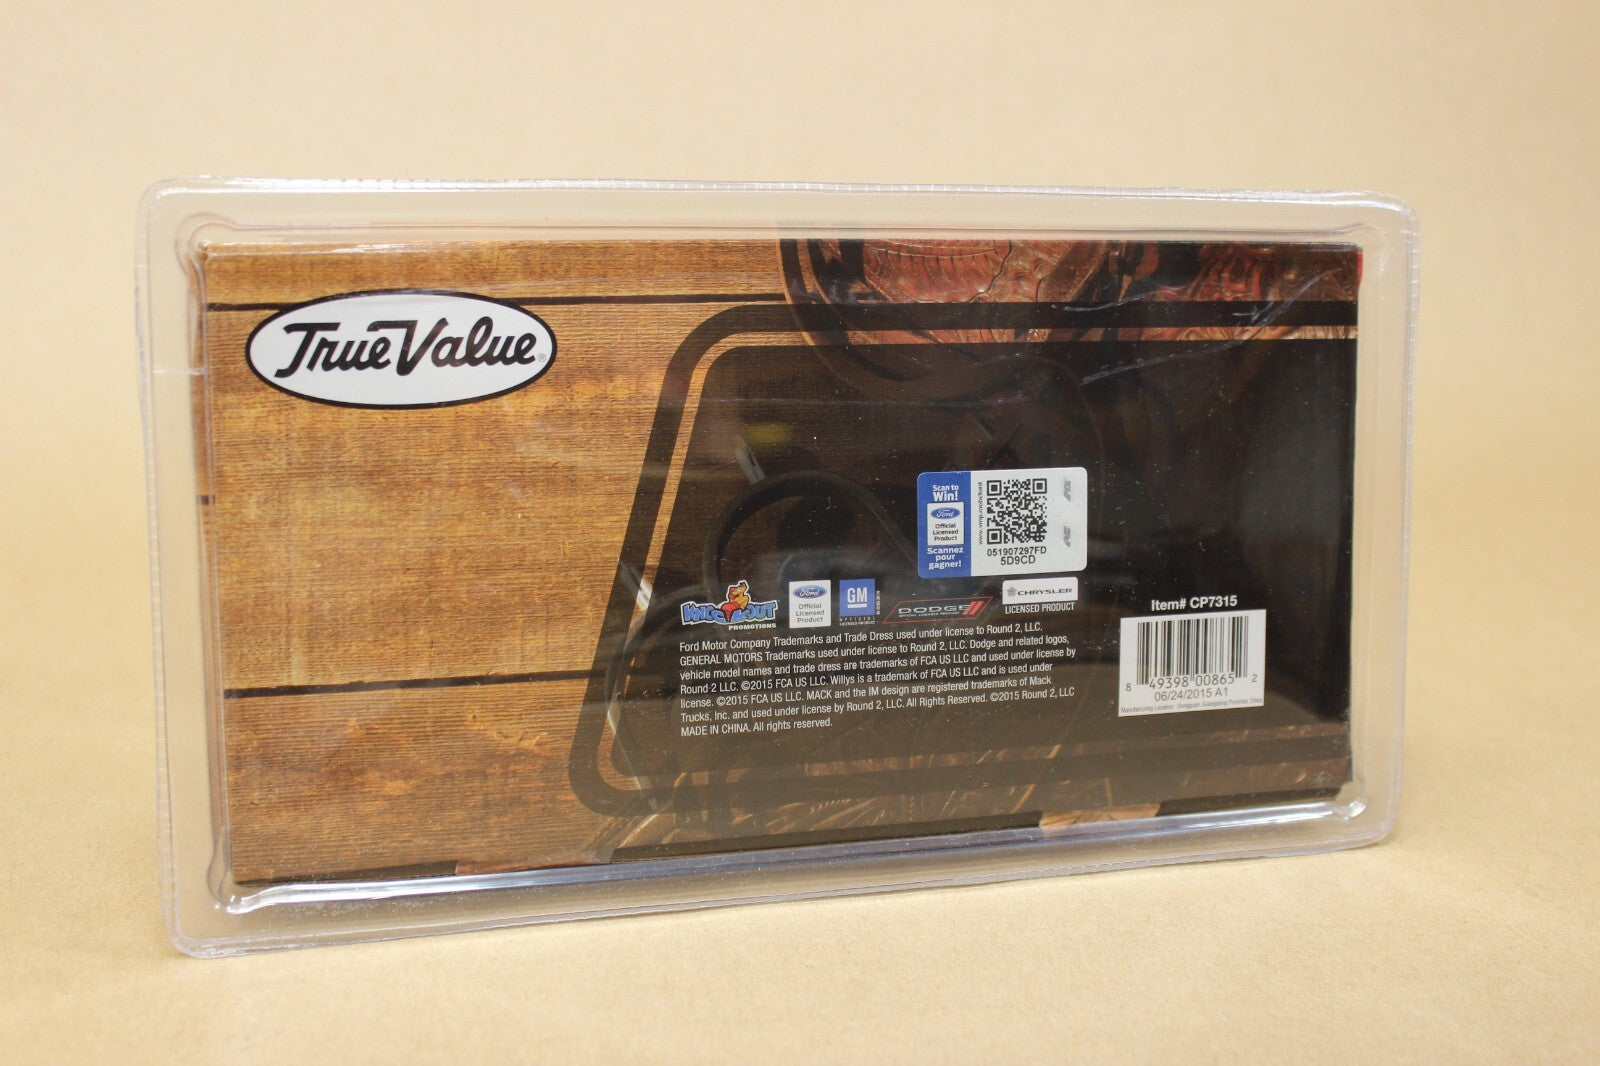 True Value®
Scan to
Win!
Ford
Official
Licensed
Product
Scannez
pour
gagner!
051907297FD
5D9CD
KNOCKOUT
PROMOTIONS
Ford
Official
Licensed
Product
GM
DODGE
CHRYSLER
LICENSED PRODUCT
Ford Motor Company Trademarks and Trade Dress used under license to Round 2, LLC.
GENERAL MOTORS Trademarks used under license to Round 2, LLC. Dodge and related logos,
vehicle model names and trade dress are trademarks of FCA US LLC and used under license by
Round 2 LLC. ©2015 FCA US LLC. Willys is a trademark of FCA US LLC and is used under
license. ©2015 FCA US LLC. MACK and the IM design are registered trademarks of Mack
Trucks, Inc. and used under license by Round 2, LLC. All Rights Reserved. ©2015 Round 2, LLC
MADE IN CHINA. All rights reserved.
Item# CP7315
8 49398 00865 2
06/24/2015 A1
Manufacturing Location, Dongguan, Guangdong Province, China